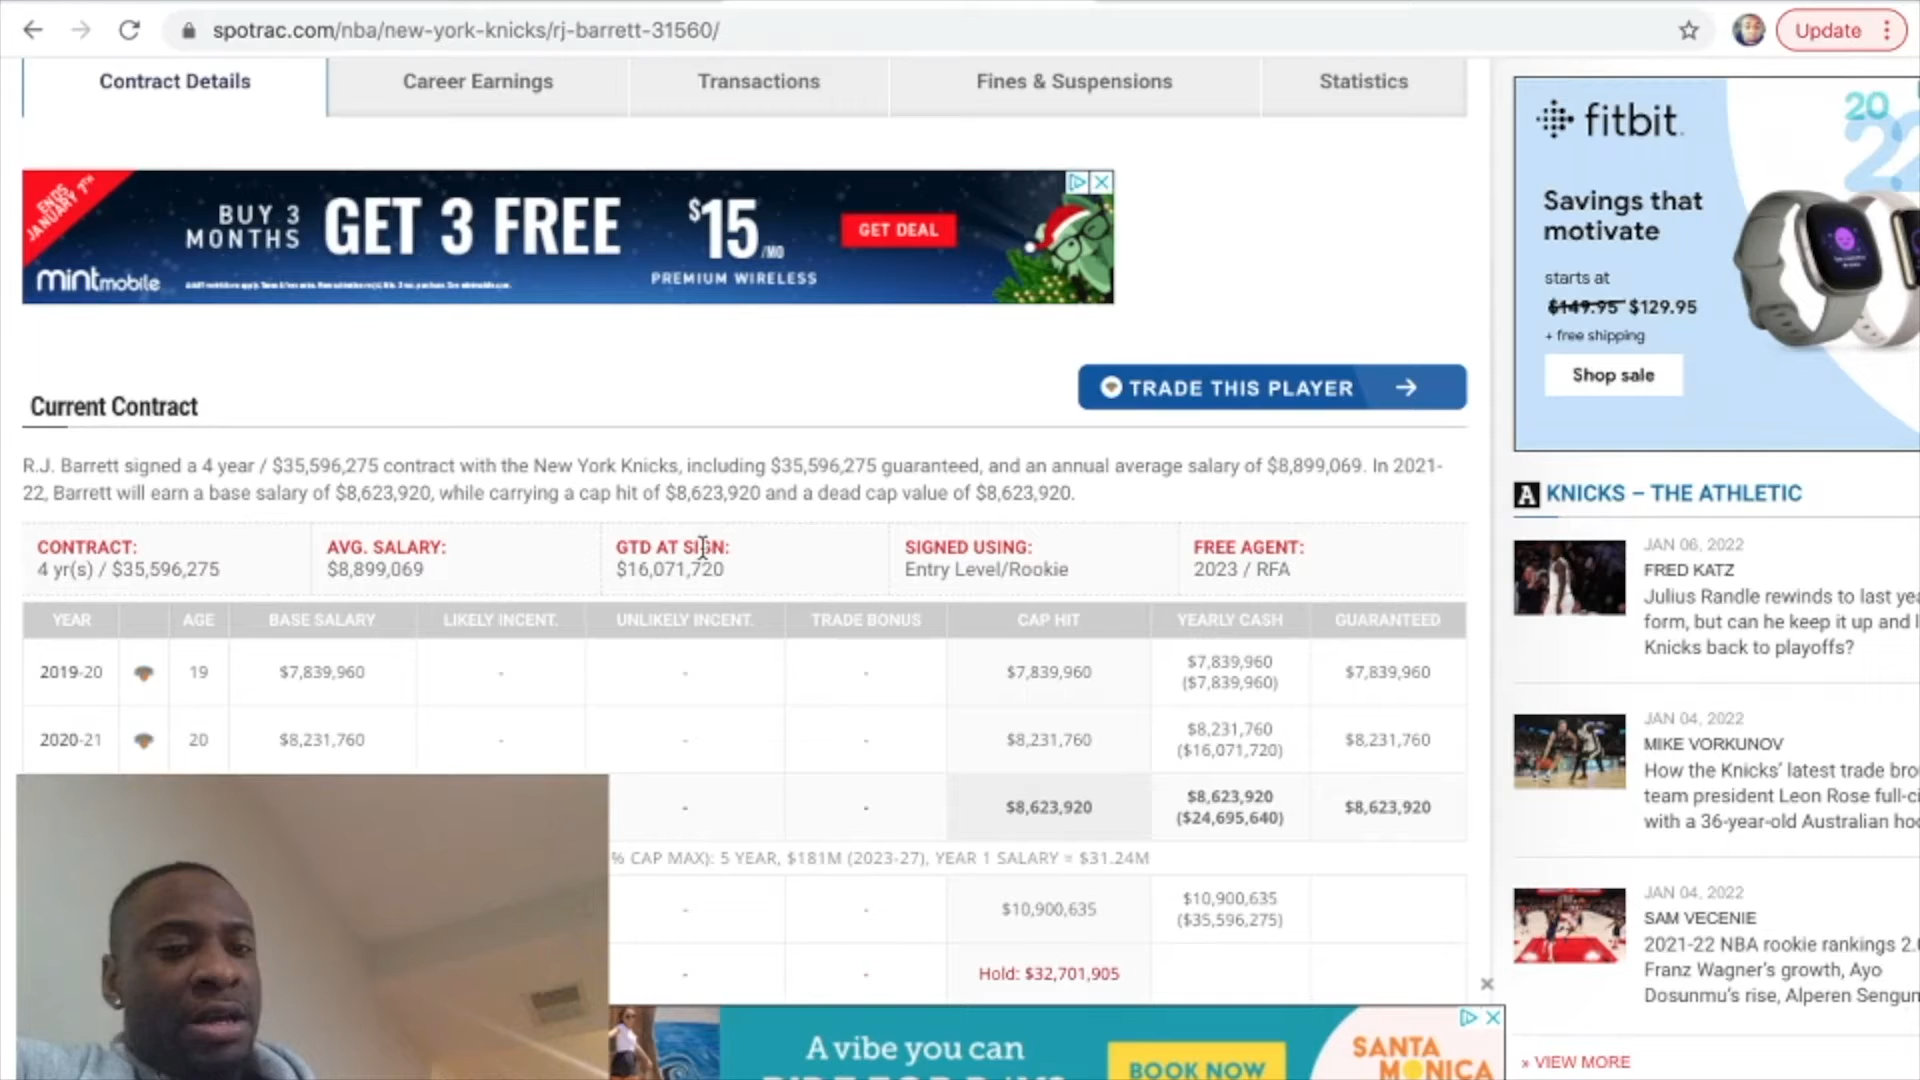 spotrac.com/nba/new-york-knicks/rj-barrett-31560/
Update
Contract Details
Career Earnings
Transactions
Fines & Suspensions
Statistics
ENDS JANUARY 7TH
BUY 3 MONTHS
GET 3 FREE
$15 /MO
PREMIUM WIRELESS
GET DEAL
mint mobile
fitbit.
20
22
Savings that
motivate
starts at
$149.95 $129.95
+ free shipping
Shop sale
TRADE THIS PLAYER
Current Contract
R.J. Barrett signed a 4 year / $35,596,275 contract with the New York Knicks, including $35,596,275 guaranteed, and an annual average salary of $8,899,069. In 2021-
22, Barrett will earn a base salary of $8,623,920, while carrying a cap hit of $8,623,920 and a dead cap value of $8,623,920.
CONTRACT: AVG. SALARY: GTD AT SIGN: SIGNED USING: FREE AGENT:
4 yr(s) / $35,596,275 $8,899,069 $16,071,720 Entry Level/Rookie 2023 / RFA
YEAR AGE BASE SALARY LIKELY INCENT. UNLIKELY INCENT. TRADE BONUS CAP HIT YEARLY CASH GUARANTEED
2019-20 19 $7,839,960 - - - $7,839,960 $7,839,960 ($7,839,960) $7,839,960
2020-21 20 $8,231,760 - - - $8,231,760 $8,231,760 ($16,071,720) $8,231,760
- - $8,623,920 $8,623,920 ($24,695,640) $8,623,920
% CAP MAX): 5 YEAR, $181M (2023-27), YEAR 1 SALARY = $31.24M
- - $10,900,635 $10,900,635 ($35,596,275)
- - Hold: $32,701,905
A vibe you can
BOOK NOW
SANTA
MONICA
A KNICKS – THE ATHLETIC
JAN 06, 2022
FRED KATZ
Julius Randle rewinds to last
form, but can he keep it up and
Knicks back to playoffs?
JAN 04, 2022
MIKE VORKUNOV
How the Knicks' latest trade
team president Leon Rose
with a 36-year-old Australian
JAN 04, 2022
SAM VECENIE
2021-22 NBA rookie rankings
Franz Wagner's growth, Ayo
Dosunmu's rise, Alperen
» VIEW MORE